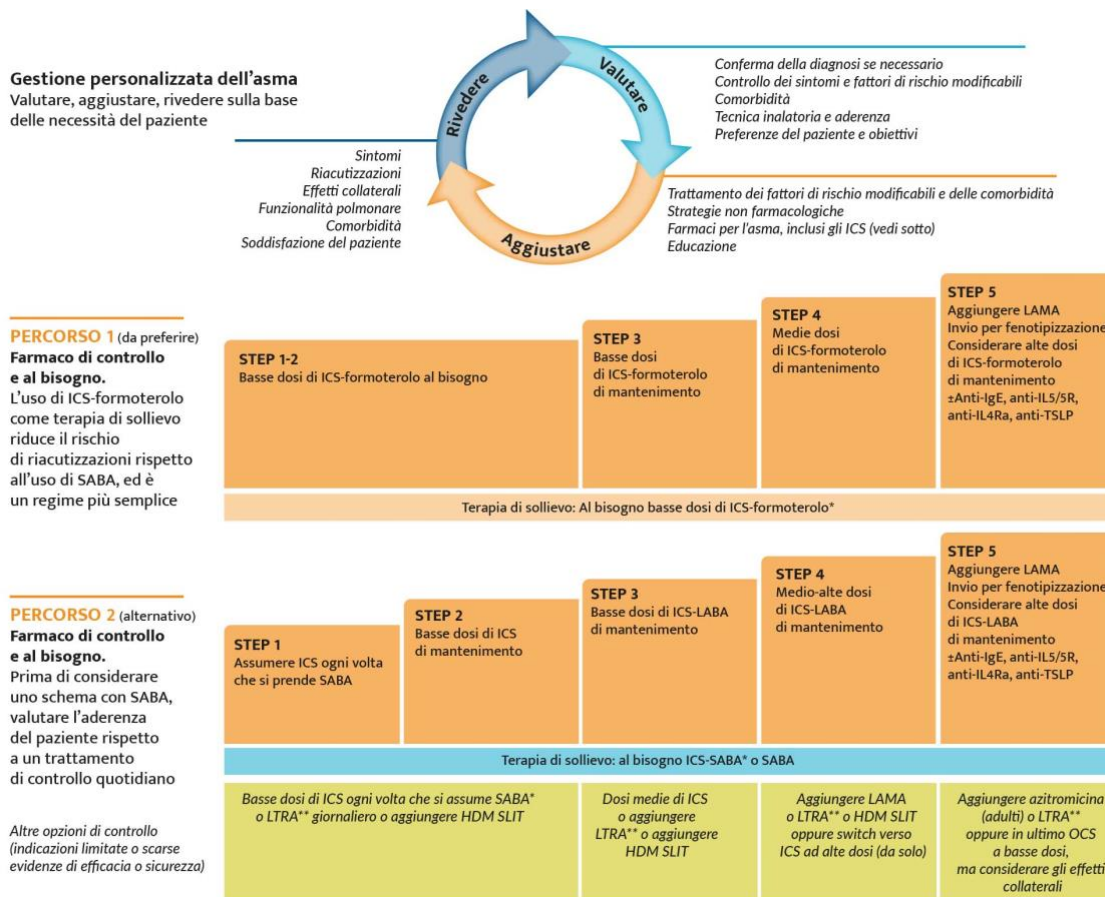 Gestione personalizzata dell'asma
Valutare, aggiustare, rivedere sulla base
delle necessità del paziente
Rivedere
Valutare
Aggiustare
Conferma della diagnosi se necessario
Controllo dei sintomi e fattori di rischio modificabili
Comorbidità
Tecnica inalatoria e aderenza
Preferenze del paziente e obiettivi
Sintomi
Riacutizzazioni
Effetti collaterali
Funzionalità polmonare
Comorbidità
Soddisfazione del paziente
Trattamento dei fattori di rischio modificabili e delle comorbidità
Strategie non farmacologiche
Farmaci per l'asma, inclusi gli ICS (vedi sotto)
Educazione
PERCORSO 1 (da preferire)
Farmaco di controllo
e al bisogno.
L'uso di ICS-formoterolo
come terapia di sollievo
riduce il rischio
di riacutizzazioni rispetto
all'uso di SABA, ed è
un regime più semplice
STEP 1-2
Basse dosi di ICS-formoterolo al bisogno
STEP 3
Basse dosi
di ICS-formoterolo
di mantenimento
STEP 4
Medie dosi
di ICS-formoterolo
di mantenimento
STEP 5
Aggiungere LAMA
Invio per fenotipizzazione
Considerare alte dosi
di ICS-formoterolo
di mantenimento
±Anti-IgE, anti-IL5/5R,
anti-IL4Ra, anti-TSLP
Terapia di sollievo: Al bisogno basse dosi di ICS-formoterolo*
PERCORSO 2 (alternativo)
Farmaco di controllo
e al bisogno.
Prima di considerare
uno schema con SABA,
valutare l'aderenza
del paziente rispetto
a un trattamento
di controllo quotidiano
STEP 1
Assumere ICS ogni volta
che si prende SABA
STEP 2
Basse dosi di ICS
di mantenimento
STEP 3
Basse dosi di ICS-LABA
di mantenimento
STEP 4
Medio-alte dosi
di ICS-LABA
di mantenimento
STEP 5
Aggiungere LAMA
Invio per fenotipizzazione
Considerare alte dosi
di ICS-LABA
di mantenimento
±Anti-IgE, anti-IL5/5R,
anti-IL4Ra, anti-TSLP
Terapia di sollievo: al bisogno ICS-SABA* o SABA
Altre opzioni di controllo
(indicazioni limitate o scarse
evidenze di efficacia o sicurezza)
Basse dosi di ICS ogni volta che si assume SABA*
o LTRA** giornaliero o aggiungere HDM SLIT
Dosi medie di ICS
o aggiungere
LTRA** o aggiungere
HDM SLIT
Aggiungere LAMA
o LTRA** o HDM SLIT
oppure switch verso
ICS ad alte dosi (da solo)
Aggiungere azitromicina
(adulti) o LTRA**
oppure in ultimo OCS
a basse dosi,
ma considerare gli effetti
collaterali